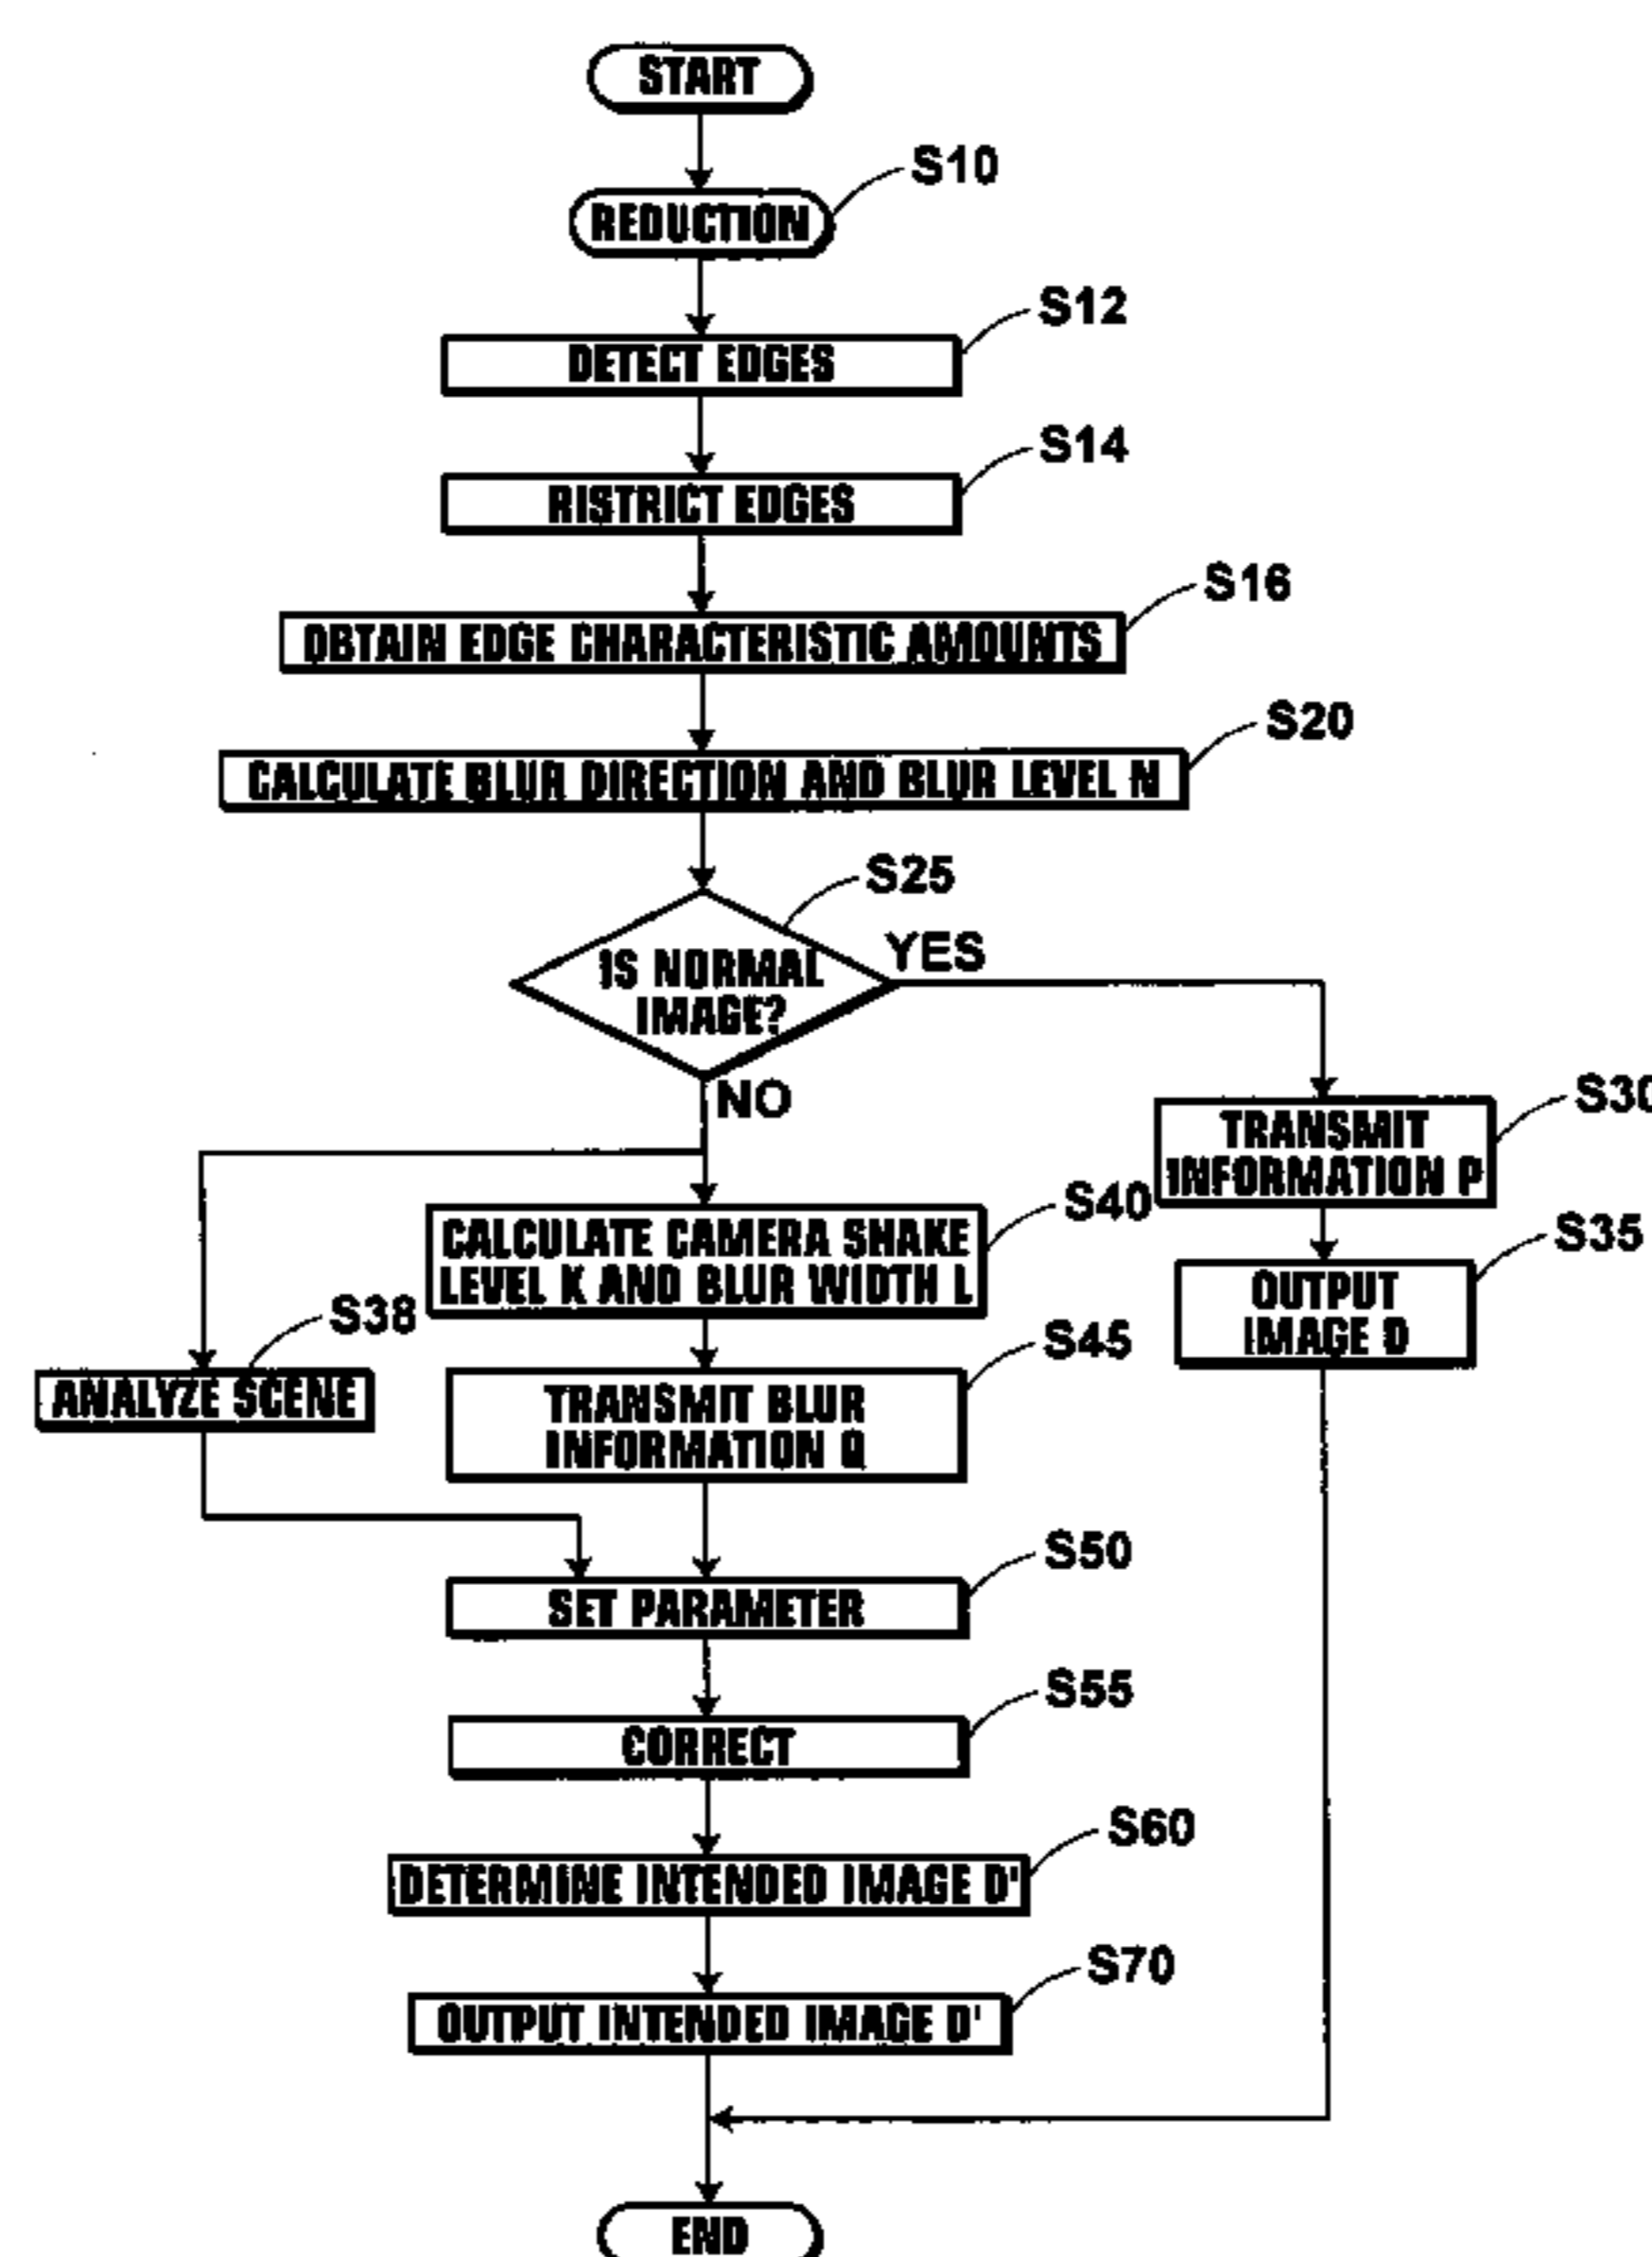 START
S10
REDUCTION
S12
DETECT EDGES
S14
RISTRICT EDGES
S16
OBTAIN EDGE CHARACTERISTIC AMOUNTS
S20
CALCULATE BLUR DIRECTION AND BLUR LEVEL N
S25
IS NORMAL
IMAGE?
YES
NO
S30
TRANSMIT
INFORMATION P
S35
OUTPUT
IMAGE D
S40
CALCULATE CAMERA SHAKE
LEVEL K AND BLUR WIDTH L
S38
ANALYZE SCENE
S45
TRANSMIT BLUR
INFORMATION Q
S50
SET PARAMETER
S55
CORRECT
S60
DETERMINE INTENDED IMAGE D'
S70
OUTPUT INTENDED IMAGE D'
END